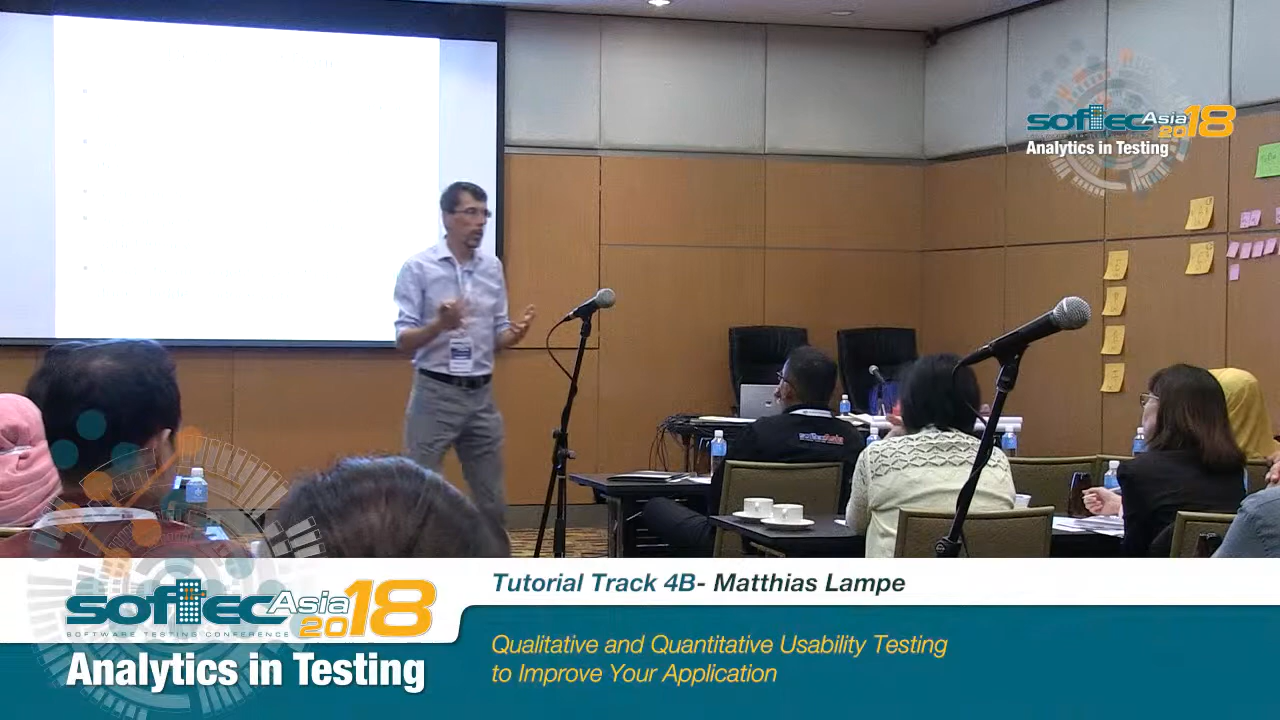 softec Asia 2018
Analytics in Testing
softecAsia
softec Asia 2018
SOFTWARE TESTING CONFERENCE
Analytics in Testing
Tutorial Track 4B- Matthias Lampe
Qualitative and Quantitative Usability Testing
to Improve Your Application